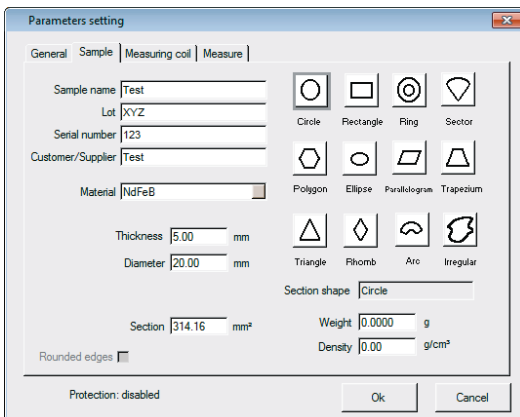 Parameters setting
General Sample Measuring coil Measure
Sample name Test
Lot XYZ
Serial number 123
Customer/Supplier Test
Material NdFeB
Thickness 5.00 mm
Diameter 20.00 mm
Section 314.16 mm²
Rounded edges
Circle Rectangle Ring Sector
Polygon Ellipse Parallelogram Trapezium
Triangle Rhomb Arc Irregular
Section shape Circle
Weight 0.0000 g
Density 0.00 g/cm³
Protection: disabled
Ok Cancel